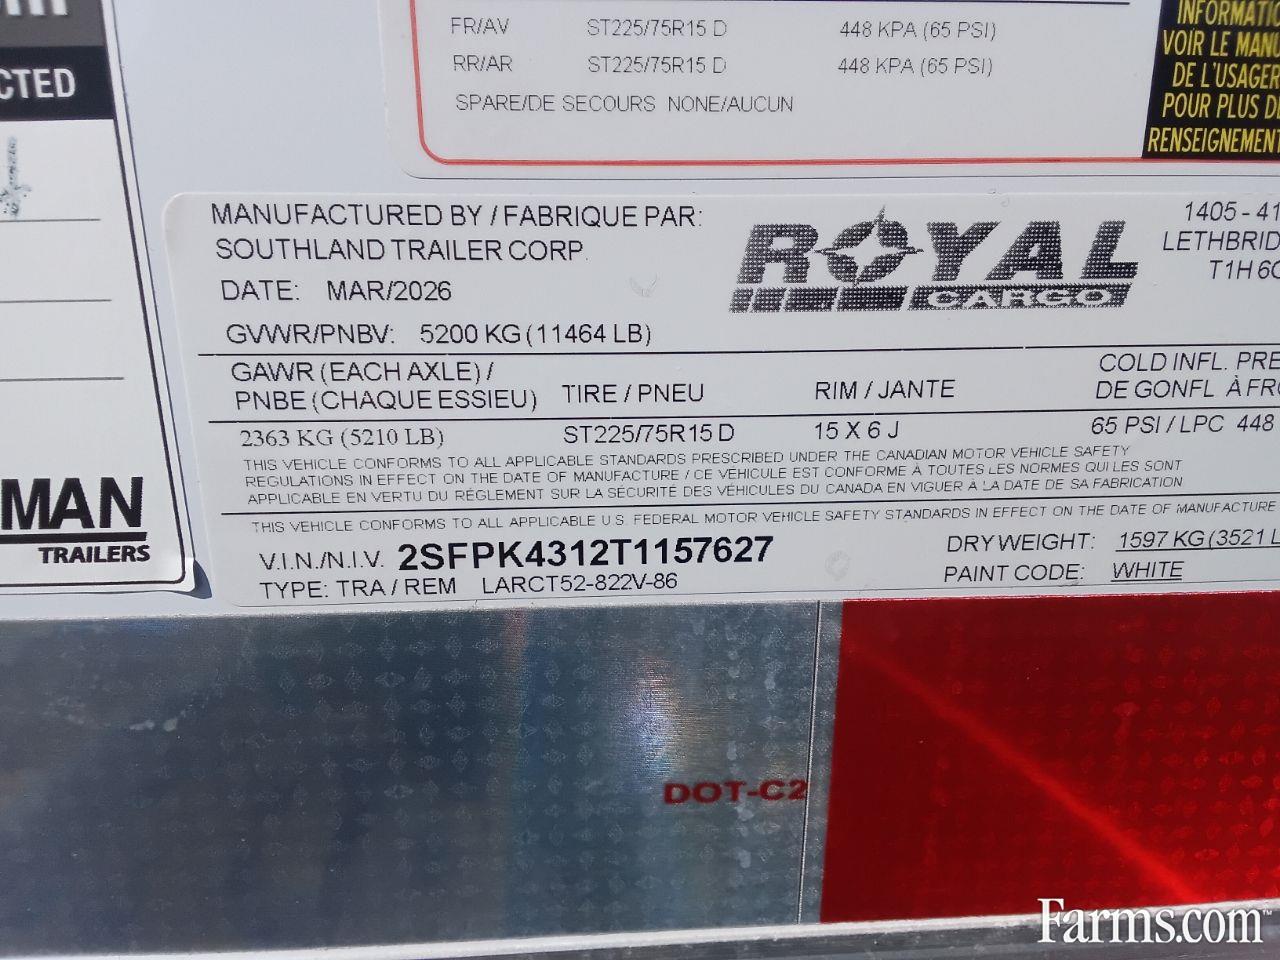 CTED
MAN
TRAILERS
FR/AV ST225/75R15 D 448 KPA (65 PSI)
RR/AR ST225/75R15 D 448 KPA (65 PSI)
SPARE/DE SECOURS NONE/AUCUN
INFORMATIO
VOIR LE MANU
DE L'USAGER
POUR PLUS DE
RENSEIGNEMENT
MANUFACTURED BY / FABRIQUE PAR:
SOUTHLAND TRAILER CORP.
DATE: MAR/2026
GVWR/PNBV: 5200 KG (11464 LB)
ROYAL
CARGO
1405 - 41
LETHBRID
T1H 6
GAWR (EACH AXLE) /
PNBE (CHAQUE ESSIEU) TIRE / PNEU RIM / JANTE
COLD INFL. PRE
DE GONFL À FRO
2363 KG (5210 LB) ST225/75R15 D 15 X 6 J 65 PSI / LPC 448
THIS VEHICLE CONFORMS TO ALL APPLICABLE STANDARDS PRESCRIBED UNDER THE CANADIAN MOTOR VEHICLE SAFETY
REGULATIONS IN EFFECT ON THE DATE OF MANUFACTURE / CE VÉHICULE EST CONFORME À TOUTES LES NORMES QUI LES SONT
APPLICABLE EN VERTU DU RÉGLEMENT SUR LA SÉCURITÉ DES VÉHICULES DU CANADA EN VIGUER À LA DATE DE SA FABRICATION
THIS VEHICLE CONFORMS TO ALL APPLICABLE U.S. FEDERAL MOTOR VEHICLE SAFETY STANDARDS IN EFFECT ON THE DATE OF MANUFACTURE
V.I.N./N.I.V. 2SFPK4312T1157627 DRY WEIGHT: 1597 KG (3521 L
TYPE: TRA / REM LARCT52-822V-86 PAINT CODE: WHITE
DOT-C2
Farms.com™